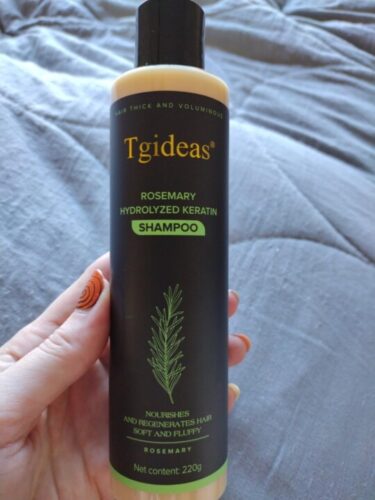 HAIR THICK AND VOLUMINOUS
Tgideas®
ROSEMARY
HYDROLYZED KERATIN
SHAMPOO
NOURISHES
AND REGENERATES HAIR
SOFT AND FLUFFY
ROSEMARY
Net content: 220g